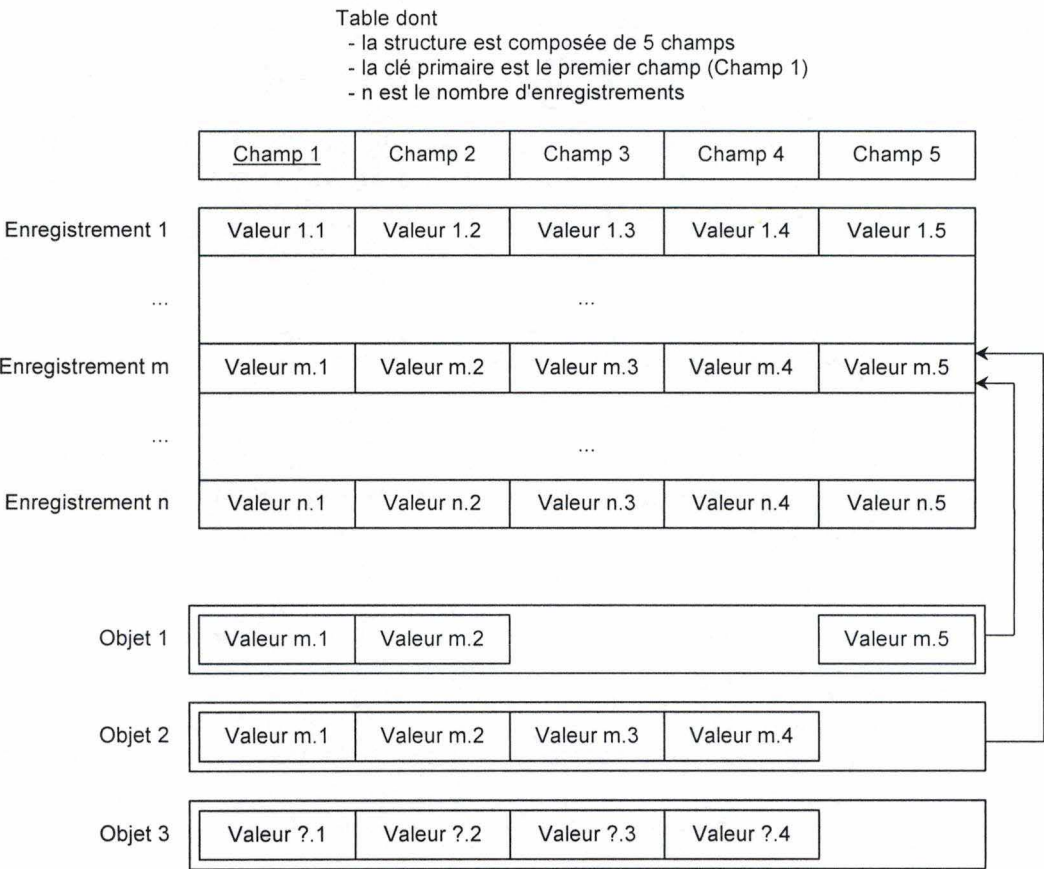 Table dont
- la structure est composée de 5 champs
- la clé primaire est le premier champ (Champ 1)
- n est le nombre d'enregistrements
Champ 1 Champ 2 Champ 3 Champ 4 Champ 5
Enregistrement 1 Valeur 1.1 Valeur 1.2 Valeur 1.3 Valeur 1.4 Valeur 1.5
... ...
Enregistrement m Valeur m.1 Valeur m.2 Valeur m.3 Valeur m.4 Valeur m.5
... ...
Enregistrement n Valeur n.1 Valeur n.2 Valeur n.3 Valeur n.4 Valeur n.5
Objet 1 Valeur m.1 Valeur m.2 Valeur m.5
Objet 2 Valeur m.1 Valeur m.2 Valeur m.3 Valeur m.4
Objet 3 Valeur ?.1 Valeur ?.2 Valeur ?.3 Valeur ?.4